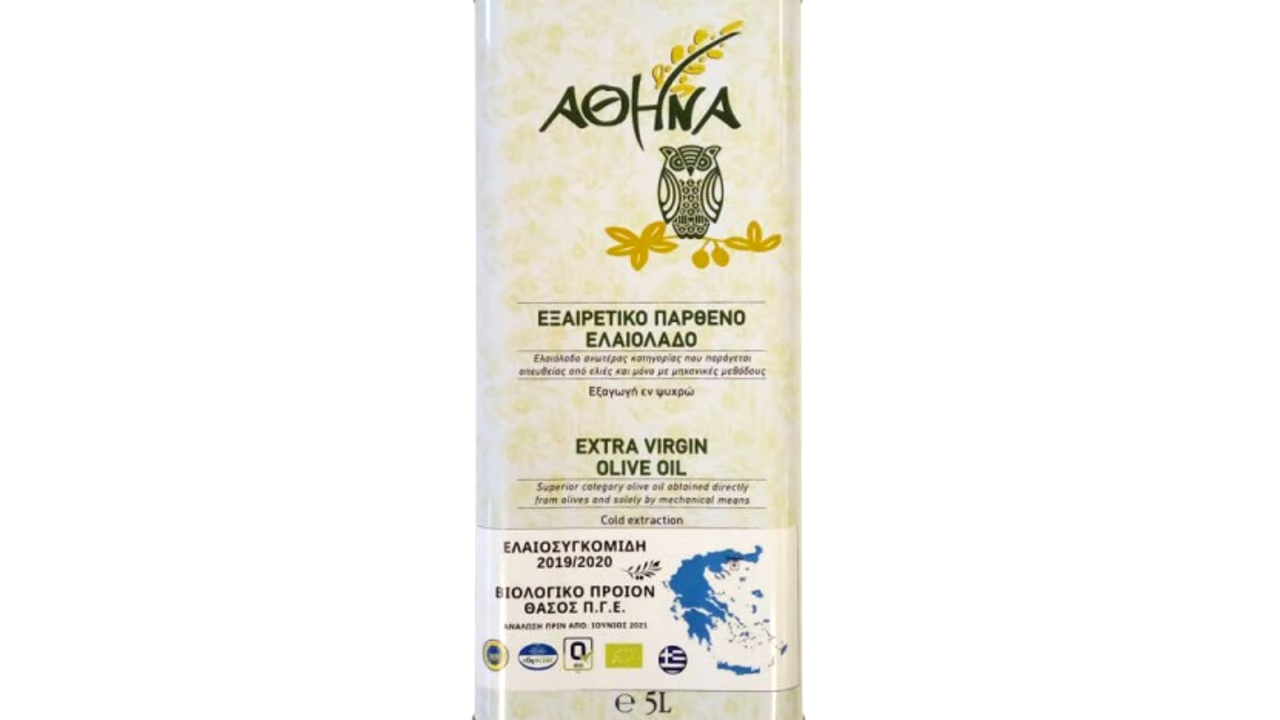 ΑΘΗΝΑ
ΕΞΑΙΡΕΤΙΚΟ ΠΑΡΘΕΝΟ
ΕΛΑΙΟΛΑΔΟ
Ελαιόλαδο ανωτέρας κατηγορίας που παράγεται
απευθείας από ελιές και μόνο με μηχανικές μεθόδους
Εξαγωγή εν ψυχρώ
EXTRA VIRGIN
OLIVE OIL
Superior category olive oil obtained directly
from olives and solely by mechanical means
Cold extraction
ΕΛΑΙΟΣΥΓΚΟΜΙΔΗ
2019/2020
ΒΙΟΛΟΓΙΚΟ ΠΡΟΙΟΝ
ΘΑΣΟΣ Π.Γ.Ε.
ΑΝΑΛΩΣΗ ΠΡΙΝ ΑΠΟ: ΙΟΥΝΙΟΣ 2021
Q
BIO
℮ 5L